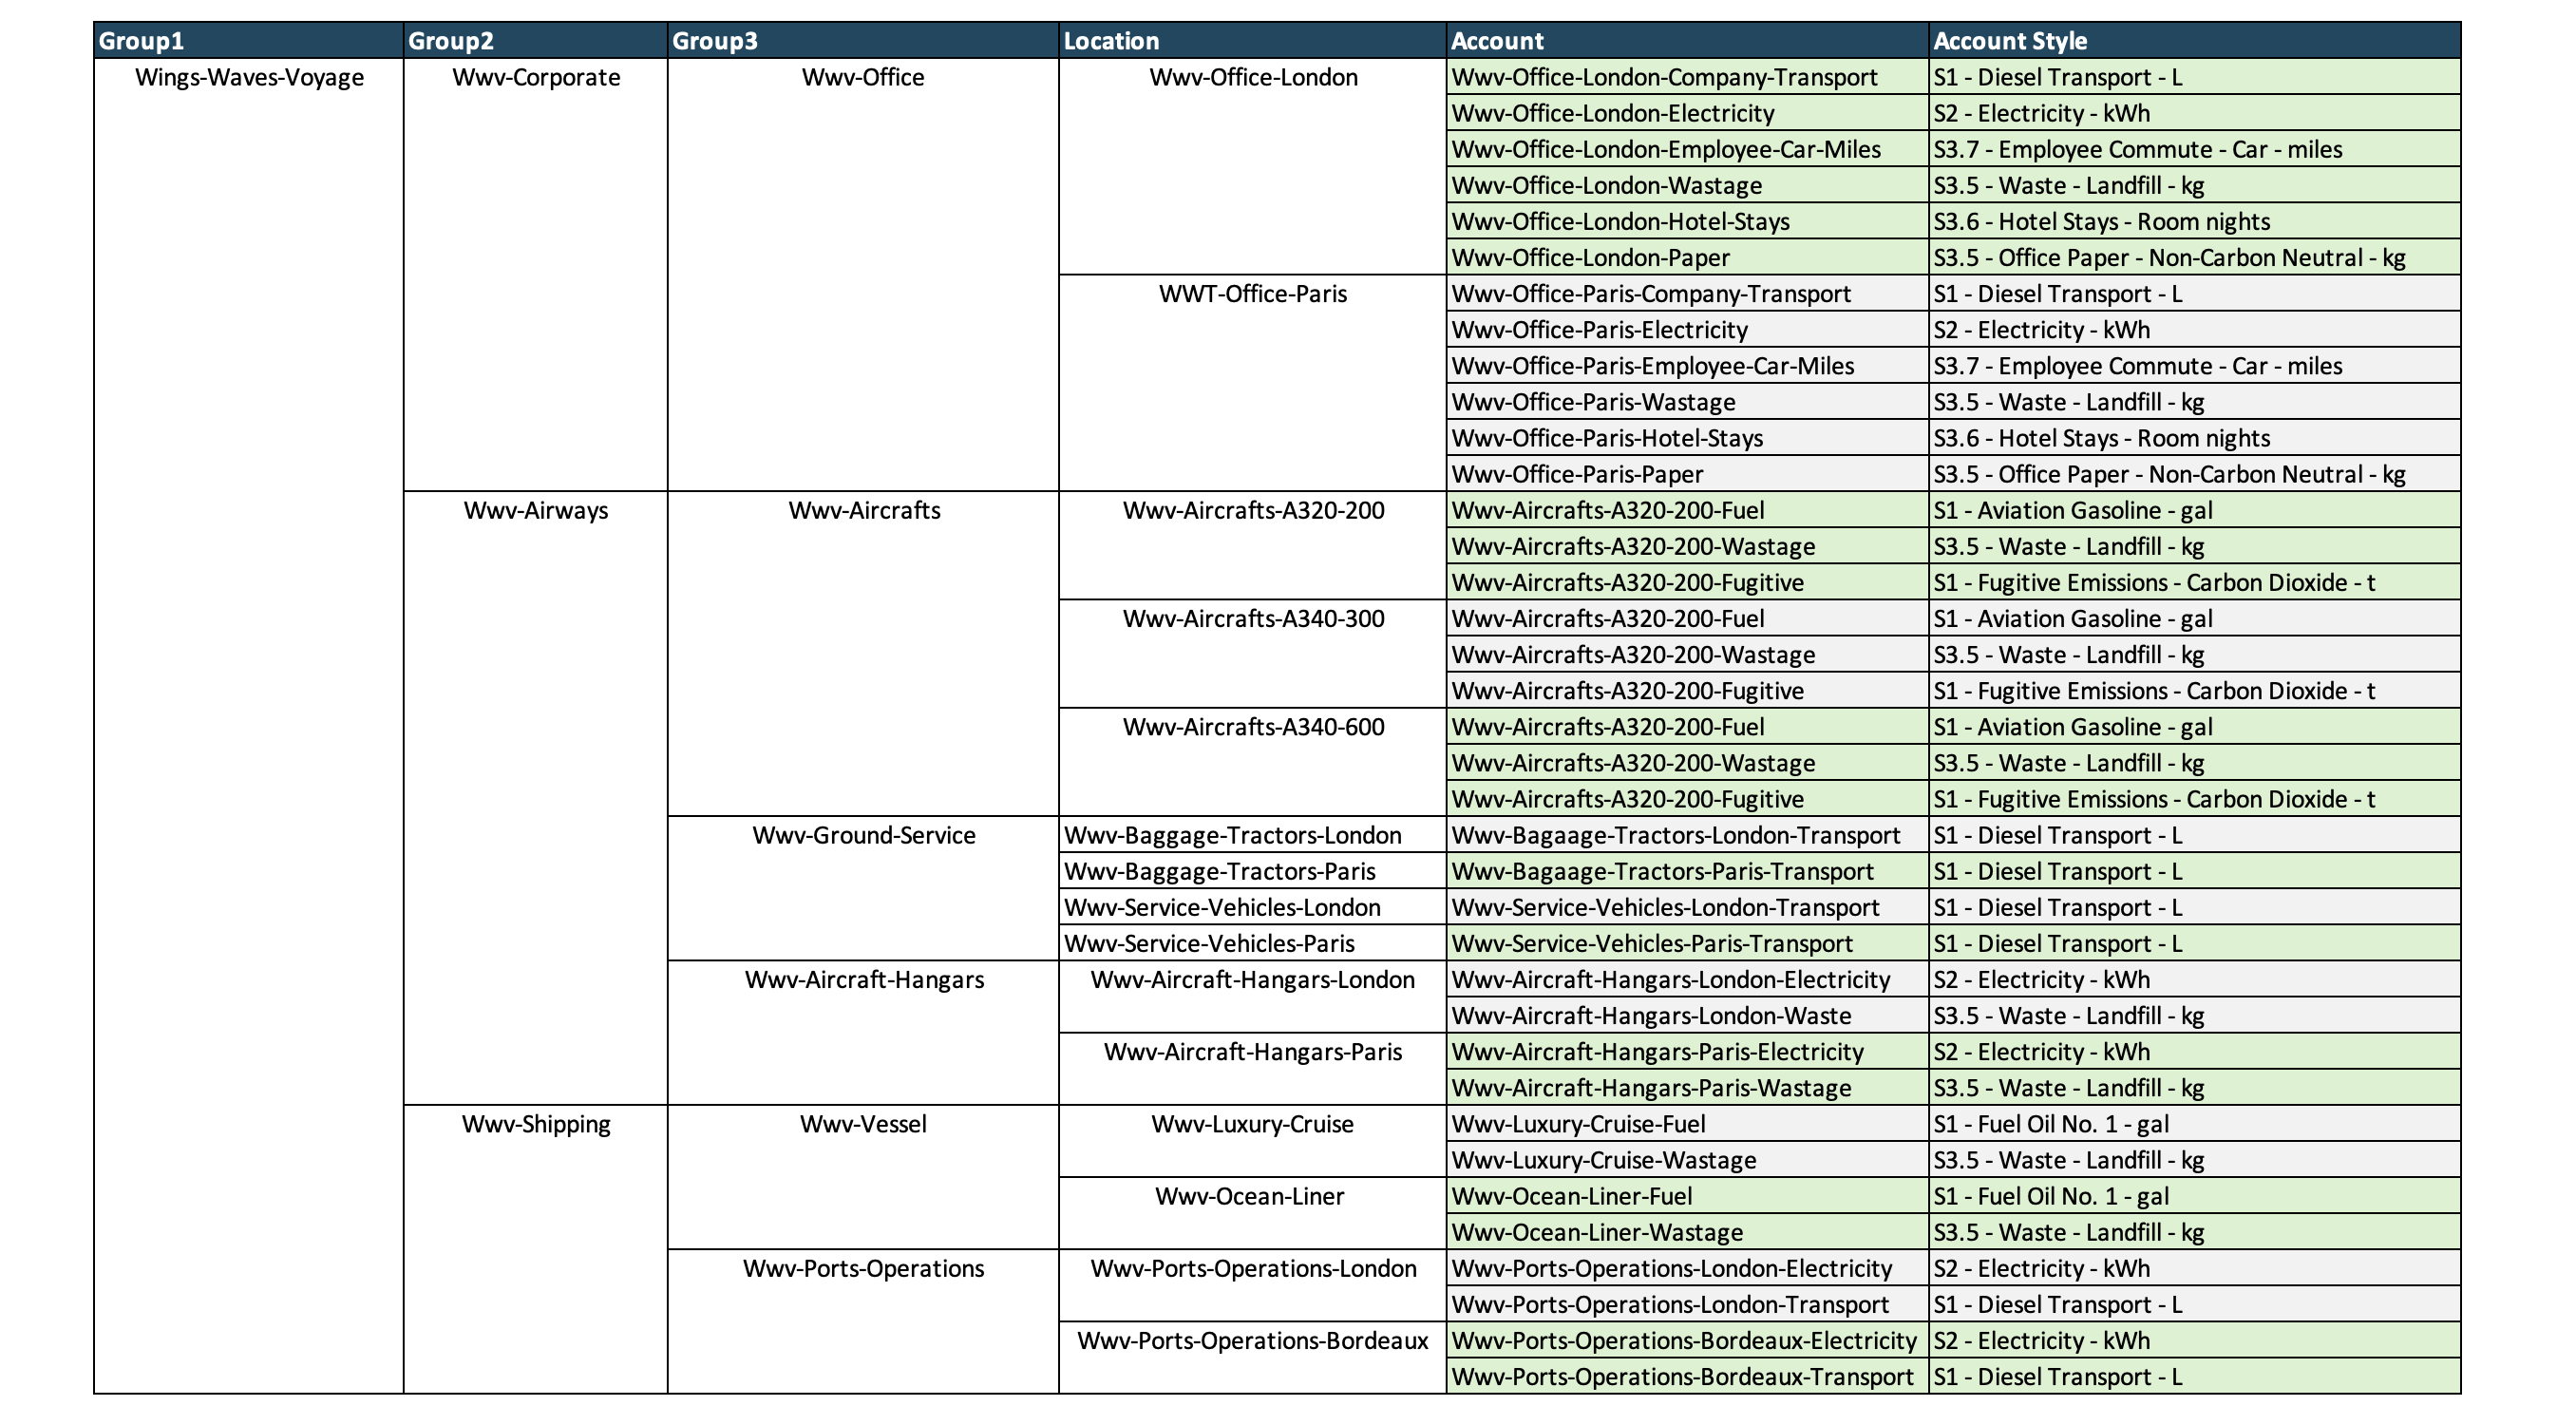 Group1 Group2 Group3 Location Account Account Style
Wings-Waves-Voyage Wwv-Corporate Wwv-Office Wwv-Office-London Wwv-Office-London-Company-Transport S1 - Diesel Transport - L
Wwv-Office-London-Electricity S2 - Electricity - kWh
Wwv-Office-London-Employee-Car-Miles S3.7 - Employee Commute - Car - miles
Wwv-Office-London-Wastage S3.5 - Waste - Landfill - kg
Wwv-Office-London-Hotel-Stays S3.6 - Hotel Stays - Room nights
Wwv-Office-London-Paper S3.5 - Office Paper - Non-Carbon Neutral - kg
WWT-Office-Paris Wwv-Office-Paris-Company-Transport S1 - Diesel Transport - L
Wwv-Office-Paris-Electricity S2 - Electricity - kWh
Wwv-Office-Paris-Employee-Car-Miles S3.7 - Employee Commute - Car - miles
Wwv-Office-Paris-Wastage S3.5 - Waste - Landfill - kg
Wwv-Office-Paris-Hotel-Stays S3.6 - Hotel Stays - Room nights
Wwv-Office-Paris-Paper S3.5 - Office Paper - Non-Carbon Neutral - kg
Wwv-Airways Wwv-Aircrafts Wwv-Aircrafts-A320-200 Wwv-Aircrafts-A320-200-Fuel S1 - Aviation Gasoline - gal
Wwv-Aircrafts-A320-200-Wastage S3.5 - Waste - Landfill - kg
Wwv-Aircrafts-A320-200-Fugitive S1 - Fugitive Emissions - Carbon Dioxide - t
Wwv-Aircrafts-A340-300 Wwv-Aircrafts-A320-200-Fuel S1 - Aviation Gasoline - gal
Wwv-Aircrafts-A320-200-Wastage S3.5 - Waste - Landfill - kg
Wwv-Aircrafts-A320-200-Fugitive S1 - Fugitive Emissions - Carbon Dioxide - t
Wwv-Aircrafts-A340-600 Wwv-Aircrafts-A320-200-Fuel S1 - Aviation Gasoline - gal
Wwv-Aircrafts-A320-200-Wastage S3.5 - Waste - Landfill - kg
Wwv-Aircrafts-A320-200-Fugitive S1 - Fugitive Emissions - Carbon Dioxide - t
Wwv-Ground-Service Wwv-Baggage-Tractors-London Wwv-Bagaage-Tractors-London-Transport S1 - Diesel Transport - L
Wwv-Baggage-Tractors-Paris Wwv-Bagaage-Tractors-Paris-Transport S1 - Diesel Transport - L
Wwv-Service-Vehicles-London Wwv-Service-Vehicles-London-Transport S1 - Diesel Transport - L
Wwv-Service-Vehicles-Paris Wwv-Service-Vehicles-Paris-Transport S1 - Diesel Transport - L
Wwv-Aircraft-Hangars Wwv-Aircraft-Hangars-London Wwv-Aircraft-Hangars-London-Electricity S2 - Electricity - kWh
Wwv-Aircraft-Hangars-London-Waste S3.5 - Waste - Landfill - kg
Wwv-Aircraft-Hangars-Paris Wwv-Aircraft-Hangars-Paris-Electricity S2 - Electricity - kWh
Wwv-Aircraft-Hangars-Paris-Wastage S3.5 - Waste - Landfill - kg
Wwv-Shipping Wwv-Vessel Wwv-Luxury-Cruise Wwv-Luxury-Cruise-Fuel S1 - Fuel Oil No. 1 - gal
Wwv-Luxury-Cruise-Wastage S3.5 - Waste - Landfill - kg
Wwv-Ocean-Liner Wwv-Ocean-Liner-Fuel S1 - Fuel Oil No. 1 - gal
Wwv-Ocean-Liner-Wastage S3.5 - Waste - Landfill - kg
Wwv-Ports-Operations Wwv-Ports-Operations-London Wwv-Ports-Operations-London-Electricity S2 - Electricity - kWh
Wwv-Ports-Operations-London-Transport S1 - Diesel Transport - L
Wwv-Ports-Operations-Bordeaux Wwv-Ports-Operations-Bordeaux-Electricity S2 - Electricity - kWh
Wwv-Ports-Operations-Bordeaux-Transport S1 - Diesel Transport - L